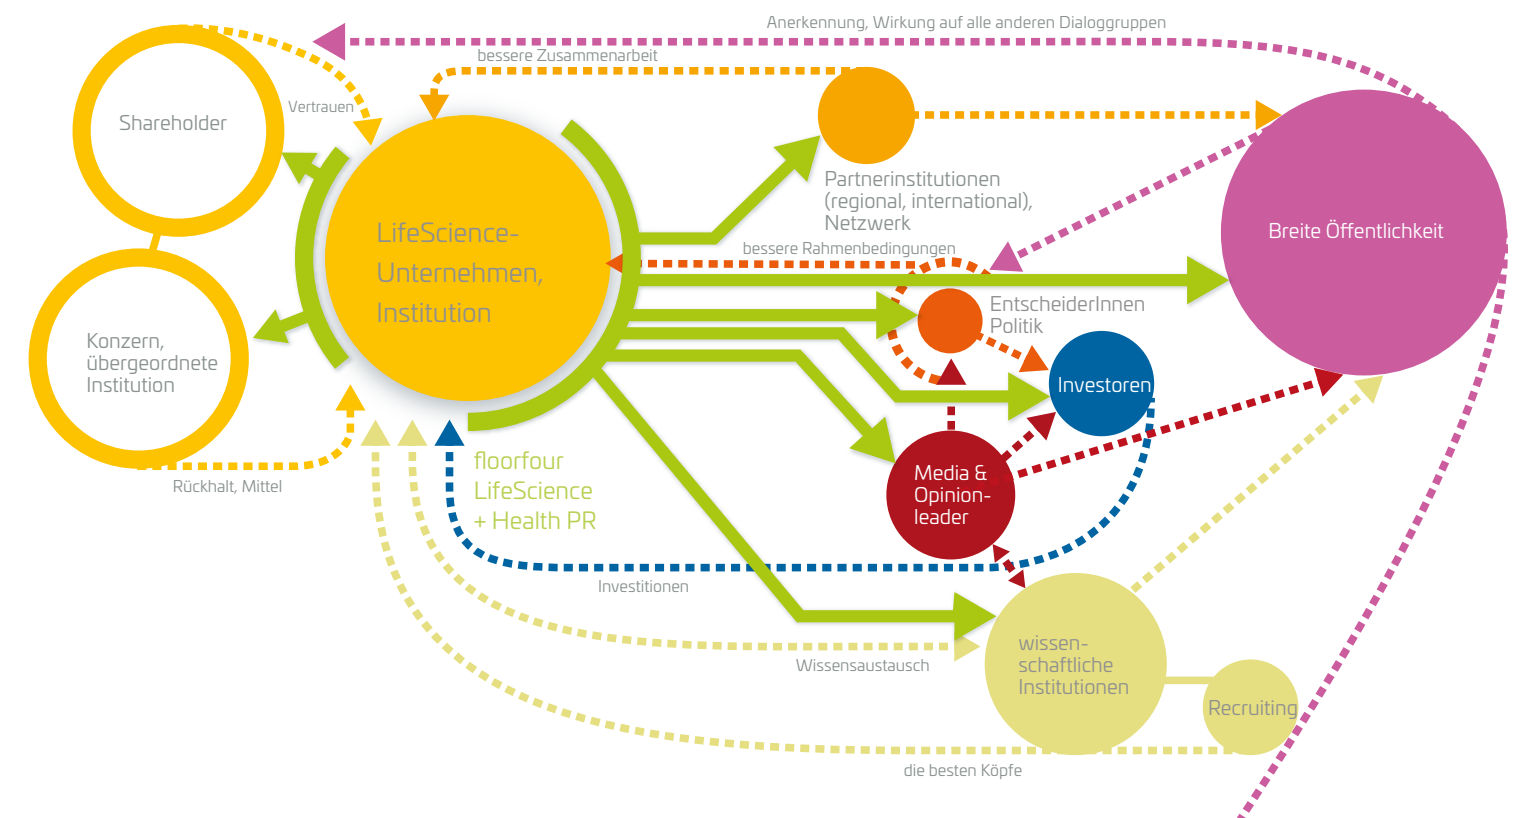 Anerkennung, Wirkung auf alle anderen Dialoggruppen
bessere Zusammenarbeit
Vertrauen
Shareholder
Partnerinstitutionen
(regional, international),
Netzwerk
LifeScience-
Unternehmen,
Institution
Breite Öffentlichkeit
bessere Rahmenbedingungen
EntscheiderInnen
Politik
Konzern,
übergeordnete
Institution
Investoren
Rückhalt, Mittel
floorfour
LifeScience
+ Health PR
Media &
Opinion-
leader
Investitionen
wissen-
schaftliche
Institutionen
Wissensaustausch
Recruiting
die besten Köpfe